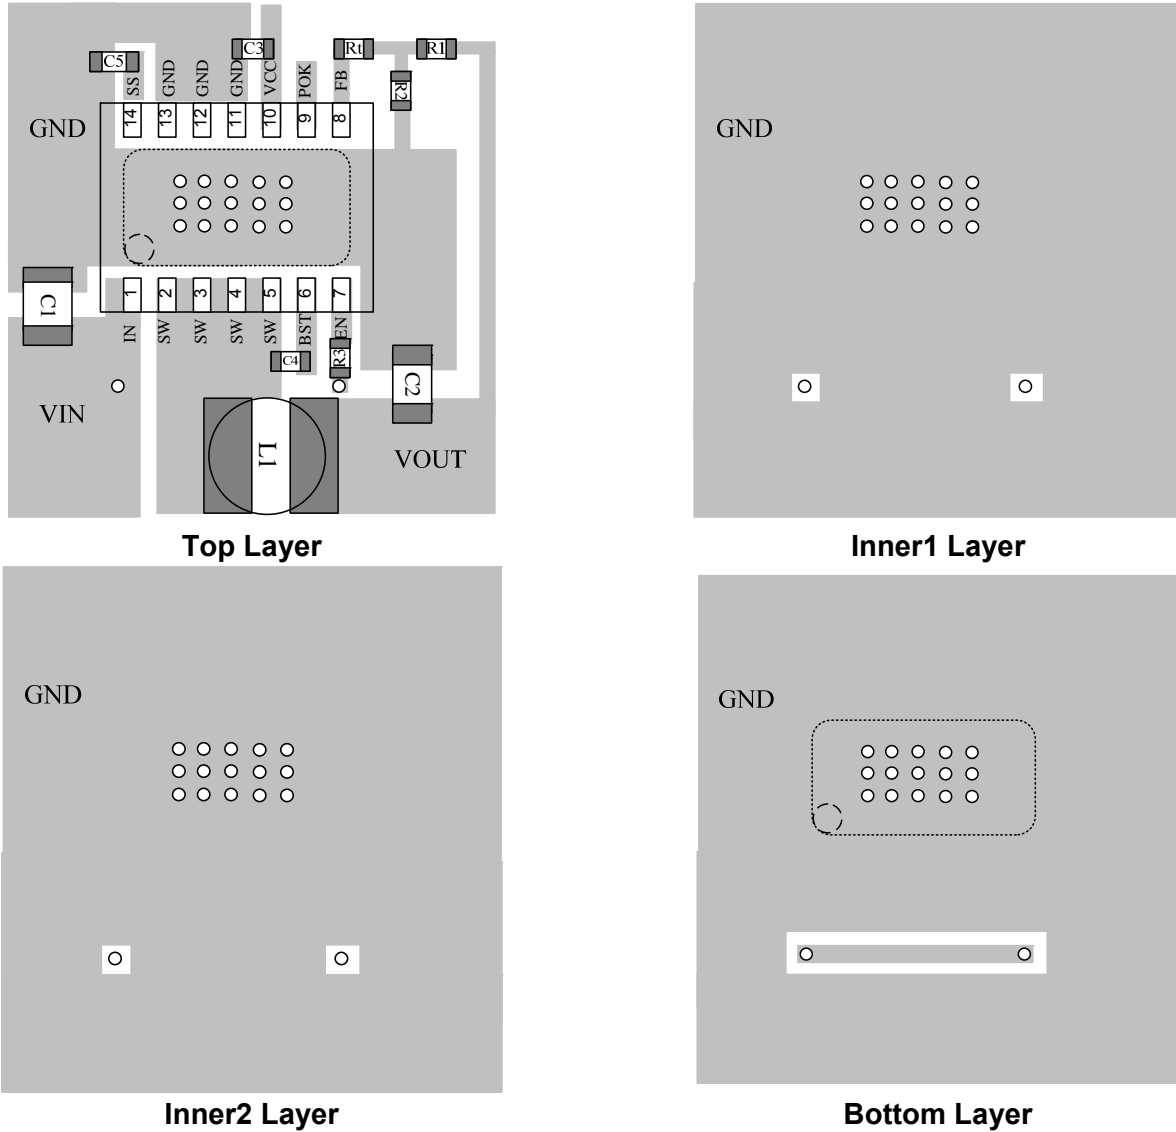 C5
C3
Rt
R1
R2
SS
GND
GND
GND
VCC
POK
FB
14
13
12
11
10
9
8
GND
1
2
3
4
5
6
7
C1
IN
SW
SW
SW
SW
BST
EN
C4
R3
C2
VIN
L1
VOUT
Top Layer
GND
Inner1 Layer
GND
Inner2 Layer
GND
Bottom Layer